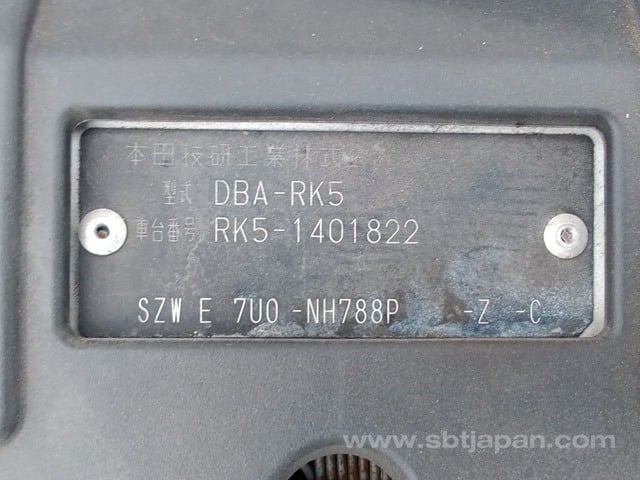 本田技研工業株式会社
型式 DBA-RK5
車台番号 RK5-1401822
SZW E 7U0 -NH788P -Z -C
www.sbtjapan.com